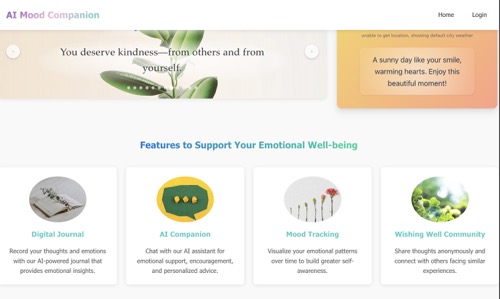 AI Mood Companion
Home
Login
You deserve kindness—from others and from
yourself.
unable to get location, showing default city weather
A sunny day like your smile,
warming hearts. Enjoy this
beautiful moment!
Features to Support Your Emotional Well-being
Digital Journal
Record your thoughts and emotions
with our AI-powered journal that
provides emotional insights.
AI Companion
Chat with our AI assistant for
emotional support, encouragement,
and personalized advice.
Mood Tracking
Visualize your emotional patterns
over time to build greater self-
awareness.
Wishing Well Community
Share thoughts anonymously and
connect with others facing similar
experiences.